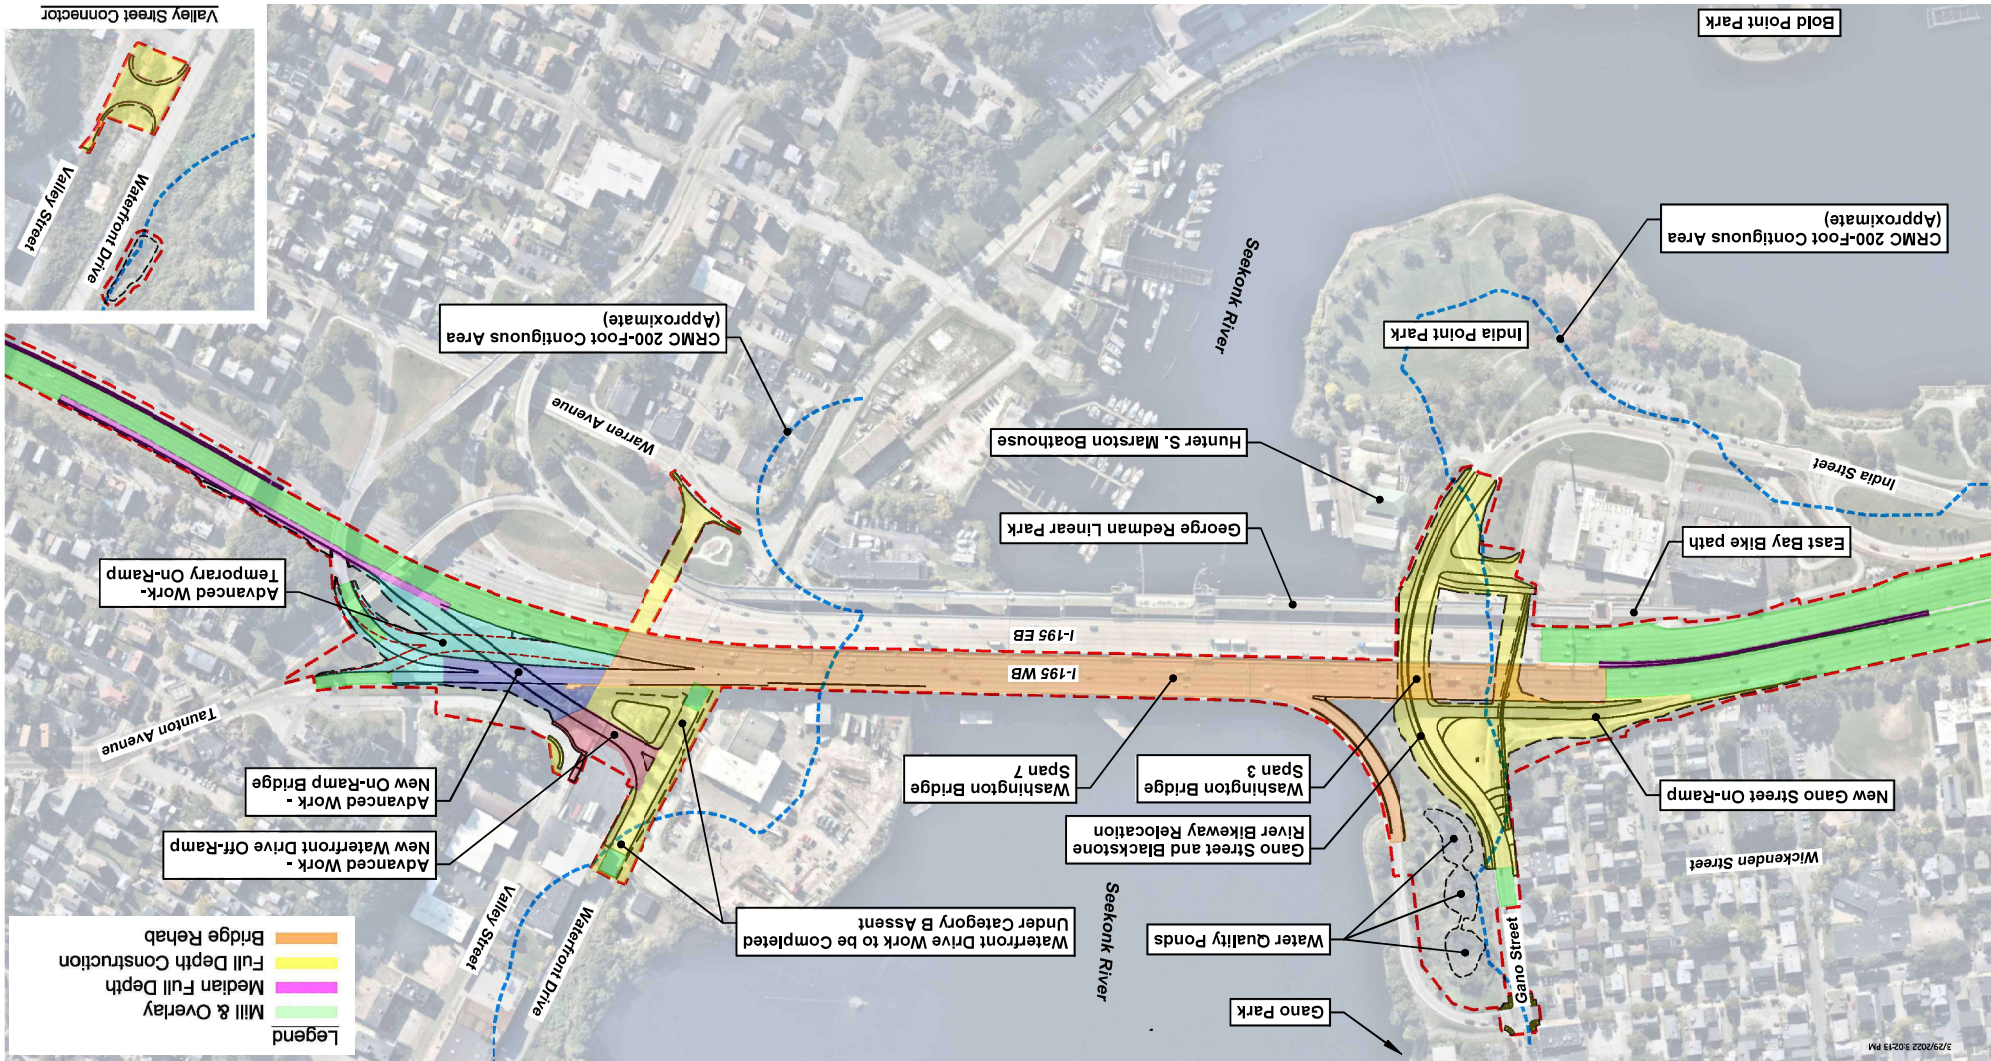 3/29/2022 3:02:13 PM
Gano Park
Gano Street
Water Quality Ponds
Seekonk River
Waterfront Drive Work to be Completed
Under Category B Assent
Waterfront Drive
Valley Street
Legend
Mill & Overlay
Median Full Depth
Full Depth Construction
Bridge Rehab
Wickenden Street
Gano Street and Blackstone
River Bikeway Relocation
Advanced Work -
New Waterfront Drive Off-Ramp
New Gano Street On-Ramp
Washington Bridge
Span 3
Washington Bridge
Span 7
Advanced Work -
New On-Ramp Bridge
Taunton Avenue
I-195 WB
I-195 EB
East Bay Bike path
George Redman Linear Park
Advanced Work-
Temporary On-Ramp
India Street
Hunter S. Marston Boathouse
Warren Avenue
India Point Park
CRMC 200-Foot Contiguous Area
(Approximate)
Seekonk River
CRMC 200-Foot Contiguous Area
(Approximate)
Bold Point Park
Waterfront Drive
Valley Street
Valley Street Connector